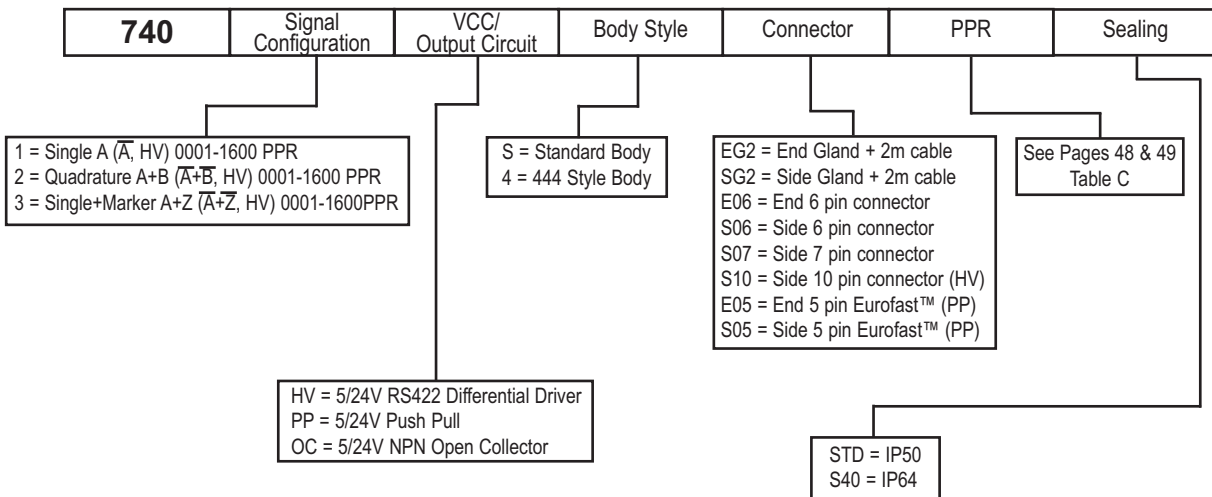 740
Signal
Configuration
VCC/
Output Circuit
Body Style
Connector
PPR
Sealing
1 = Single A (A̅, HV) 0001-1600 PPR
2 = Quadrature A+B (A̅+B̅, HV) 0001-1600 PPR
3 = Single+Marker A+Z (A̅+Z̅, HV) 0001-1600PPR
S = Standard Body
4 = 444 Style Body
EG2 = End Gland + 2m cable
SG2 = Side Gland + 2m cable
E06 = End 6 pin connector
S06 = Side 6 pin connector
S07 = Side 7 pin connector
S10 = Side 10 pin connector (HV)
E05 = End 5 pin Eurofast™ (PP)
S05 = Side 5 pin Eurofast™ (PP)
See Pages 48 & 49
Table C
HV = 5/24V RS422 Differential Driver
PP = 5/24V Push Pull
OC = 5/24V NPN Open Collector
STD = IP50
S40 = IP64